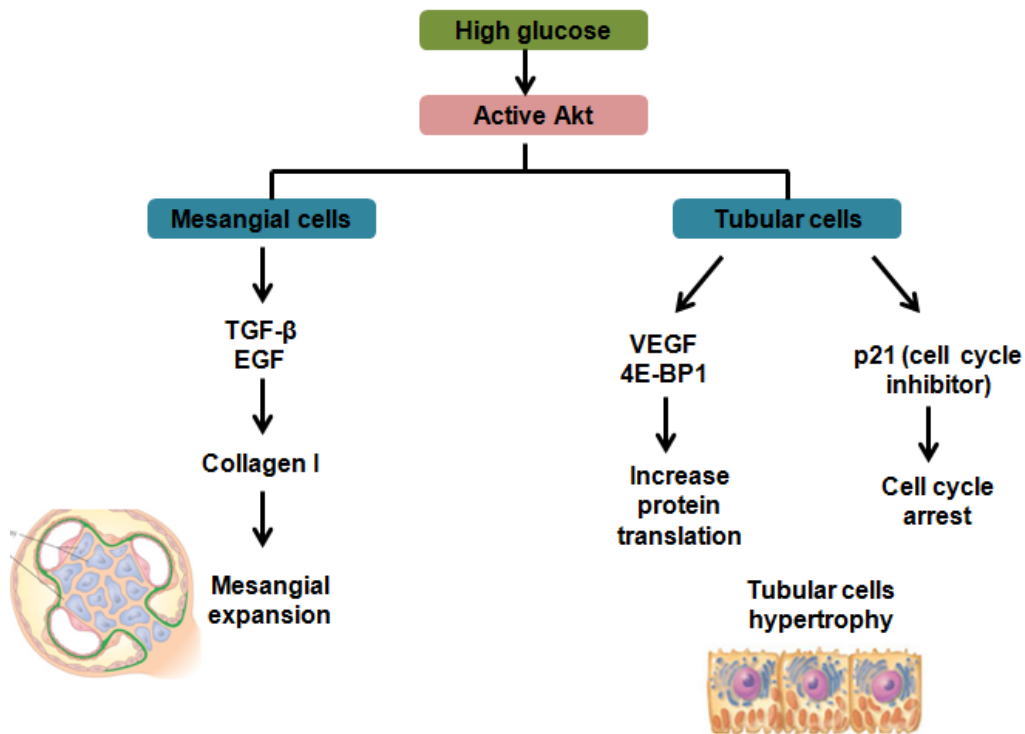 High glucose
Active Akt
Mesangial cells
Tubular cells
TGF-β
EGF
Collagen I
Mesangial
expansion
VEGF
4E-BP1
Increase
protein
translation
p21 (cell cycle
inhibitor)
Cell cycle
arrest
Tubular cells
hypertrophy